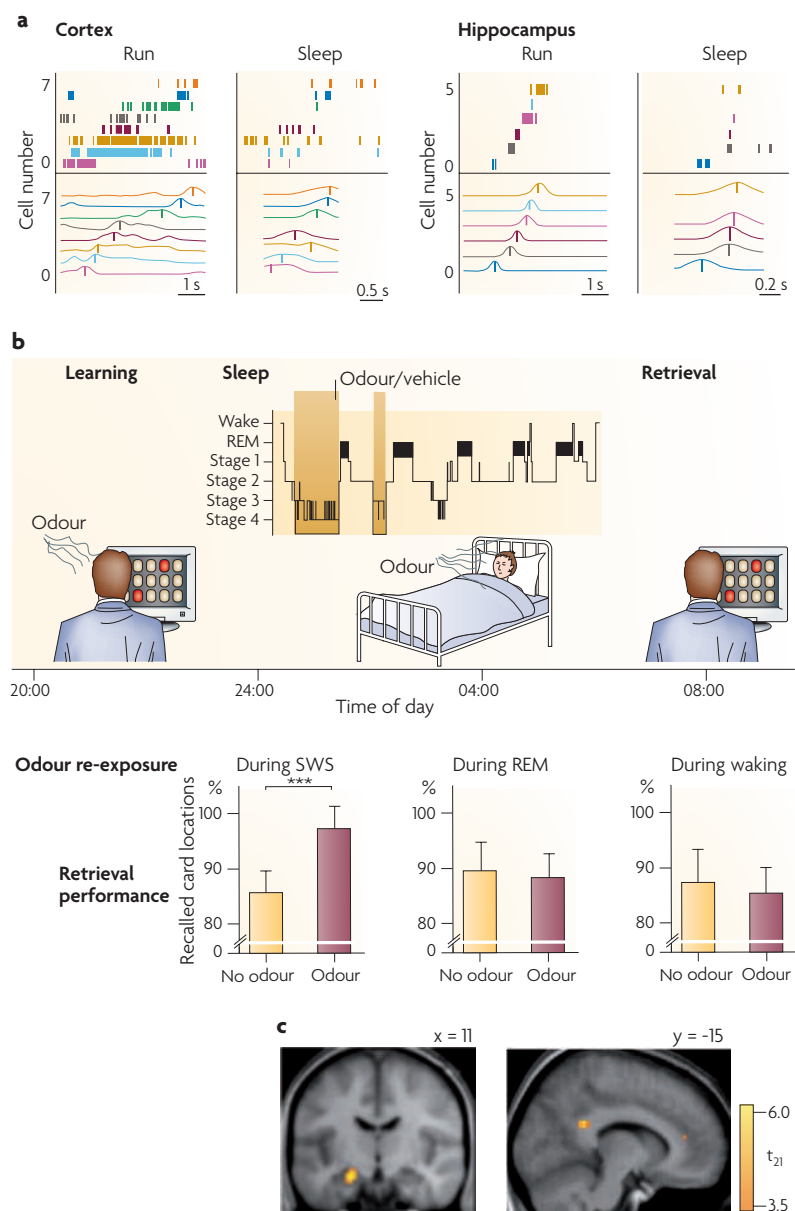 a
Cortex
Hippocampus
Run
Sleep
Run
Sleep
Cell number
7
0
7
0
1 s
0.5 s
Cell number
5
0
5
0
1 s
0.2 s
b
Learning
Sleep
Odour/vehicle
Retrieval
Wake
REM
Stage 1
Stage 2
Stage 3
Stage 4
Odour
Odour
20:00
24:00
04:00
08:00
Time of day
Odour re-exposure
During SWS
During REM
During waking
Retrieval
performance
Recalled card locations
%
100
90
80
0
***
No odour
Odour
%
100
90
80
0
No odour
Odour
%
100
90
80
0
No odour
Odour
c
x = 11
y = -15
6.0
t21
3.5